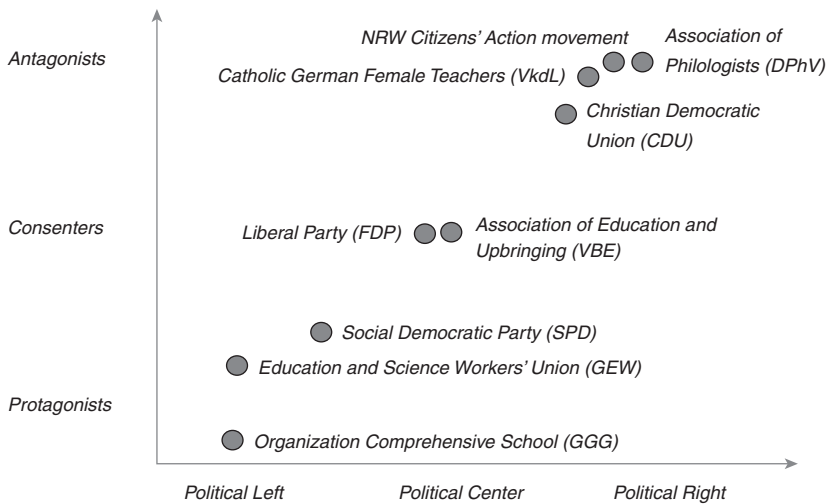 NRW Citizens' Action movement
Association of
Philologists (DPhV)
Antagonists
Catholic German Female Teachers (VkdL)
Christian Democratic
Union (CDU)
Consenters
Liberal Party (FDP)
Association of Education and
Upbringing (VBE)
Social Democratic Party (SPD)
Education and Science Workers' Union (GEW)
Protagonists
Organization Comprehensive School (GGG)
Political Left
Political Center
Political Right